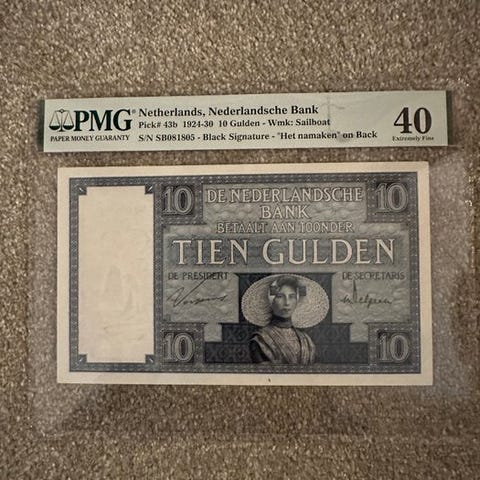 PMG®
PAPER MONEY GUARANTY
Netherlands, Nederlandsche Bank
Pick# 43b 1924-30 10 Gulden - Wmk: Sailboat
S/N SB081805 - Black Signature - "Het namaken" on Back
40
Extremely Fine
10 DE NEDERLANDSCHE 10
BANK
BETAALT AAN TOONDER
TIEN GULDEN
DE PRESIDENT DE SECRETARIS
10 10